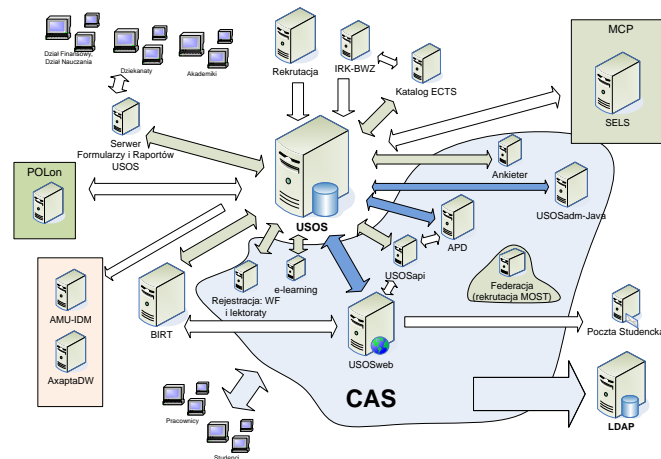 Dział Finansowy,
Dział Nauczania
Dziekanaty
Akademiki
Rekrutacja
IRK-BWZ
Katalog ECTS
MCP
SELS
Serwer
Formularzy i Raportów
USOS
POLon
USOS
Ankieter
USOSadm-Java
APD
USOSapi
Rejestracja: WF
i lektoraty
e-learning
Federacja
(rekrutacja MOST)
AMU-IDM
AxaptaDW
BIRT
USOSweb
Poczta Studencka
CAS
LDAP
Pracownicy
Studenci